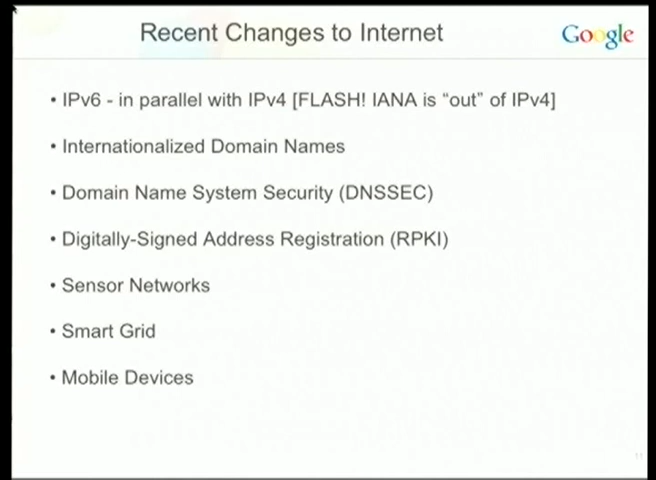 Recent Changes to Internet
Google
• IPv6 - in parallel with IPv4 [FLASH! IANA is “out” of IPv4]
• Internationalized Domain Names
• Domain Name System Security (DNSSEC)
• Digitally-Signed Address Registration (RPKI)
• Sensor Networks
• Smart Grid
• Mobile Devices
11